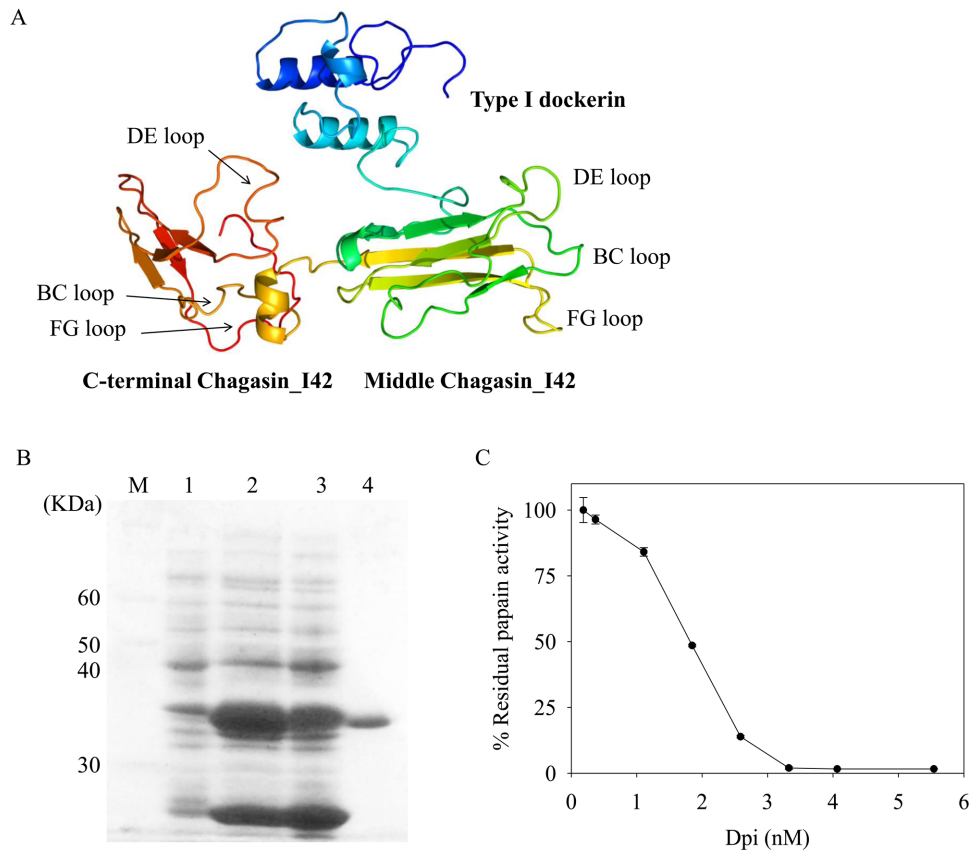 A
Type I dockerin
DE loop
DE loop
BC loop
BC loop
FG loop
FG loop
C-terminal Chagasin_I42 Middle Chagasin_I42
B
M 1 2 3 4
(KDa)
60
50
40
30
C
% Residual papain activity
100
75
50
25
0
0 1 2 3 4 5 6
Dpi (nM)